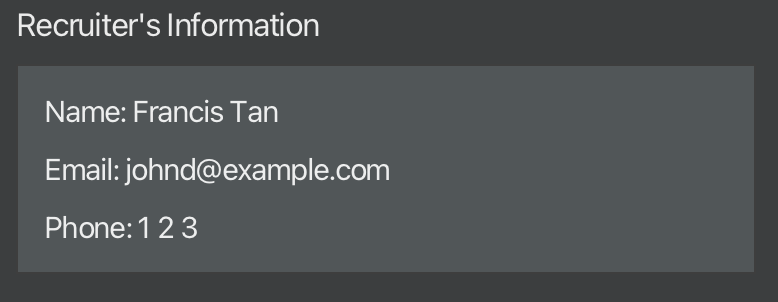 Recruiter's Information
Name: Francis Tan
Email: johnd@example.com
Phone: 1 2 3